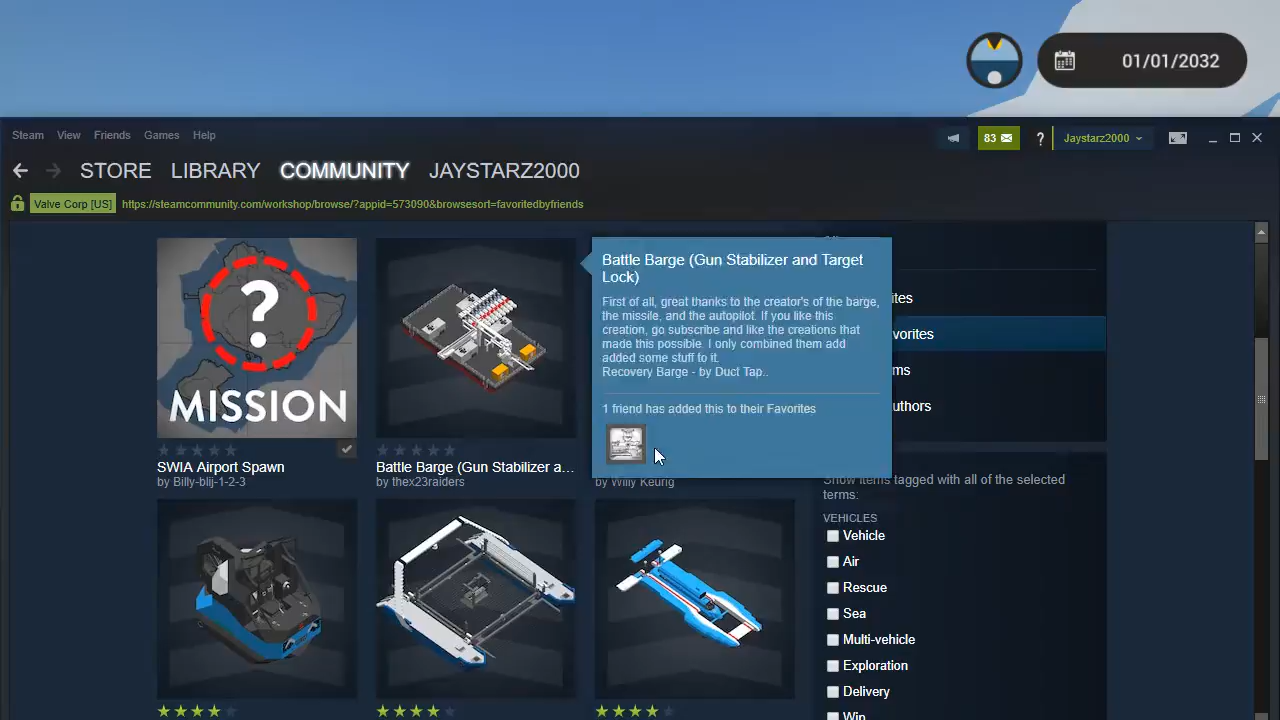 01/01/2032
Steam View Friends Games Help
83
?
Jaystarz2000
STORE LIBRARY COMMUNITY JAYSTARZ2000
Valve Corp [US] https://steamcommunity.com/workshop/browse/?appid=573090&browsesort=favoritedbyfriends
?
MISSION
SWIA Airport Spawn
by Billy-blij-1-2-3
Battle Barge (Gun Stabilizer a...
by thex23raiders
by Willy Keung
Battle Barge (Gun Stabilizer and Target
Lock)
First of all, great thanks to the creator's of the barge,
the missile, and the autopilot. If you like this
creation, go subscribe and like the creations that
made this possible. I only combined them add
added some stuff to it.
Recovery Barge - by Duct Tap..
1 friend has added this to their Favorites
ites
vorites
ms
uthors
Show items tagged with all of the selected
terms:
VEHICLES
Vehicle
Air
Rescue
Sea
Multi-vehicle
Exploration
Delivery
Win